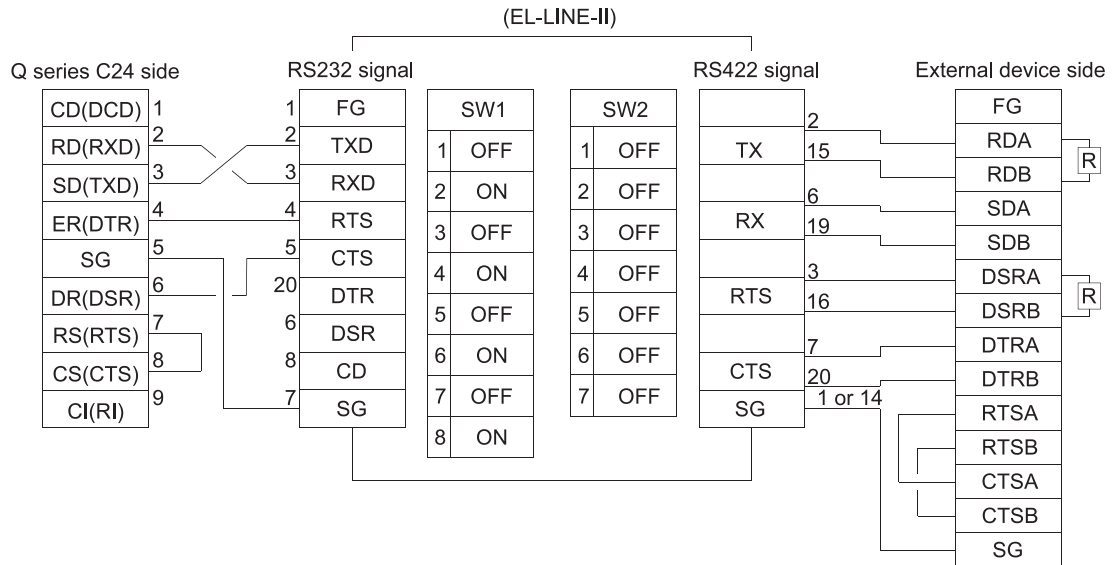 (EL-LINE-II)
Q series C24 side
RS232 signal
RS422 signal
External device side
CD(DCD) 1
RD(RXD) 2
SD(TXD) 3
ER(DTR) 4
SG 5
DR(DSR) 6
RS(RTS) 7
CS(CTS) 8
CI(RI) 9
1 FG
2 TXD
3 RXD
4 RTS
5 CTS
20 DTR
6 DSR
8 CD
7 SG
SW1
1 OFF
2 ON
3 OFF
4 ON
5 OFF
6 ON
7 OFF
8 ON
SW2
1 OFF
2 OFF
3 OFF
4 OFF
5 OFF
6 OFF
7 OFF
2
TX 15
6
RX 19
3
RTS 16
7
CTS 20
SG 1 or 14
FG
RDA
RDB
R
SDA
SDB
DSRA
DSRB
R
DTRA
DTRB
RTSA
RTSB
CTSA
CTSB
SG